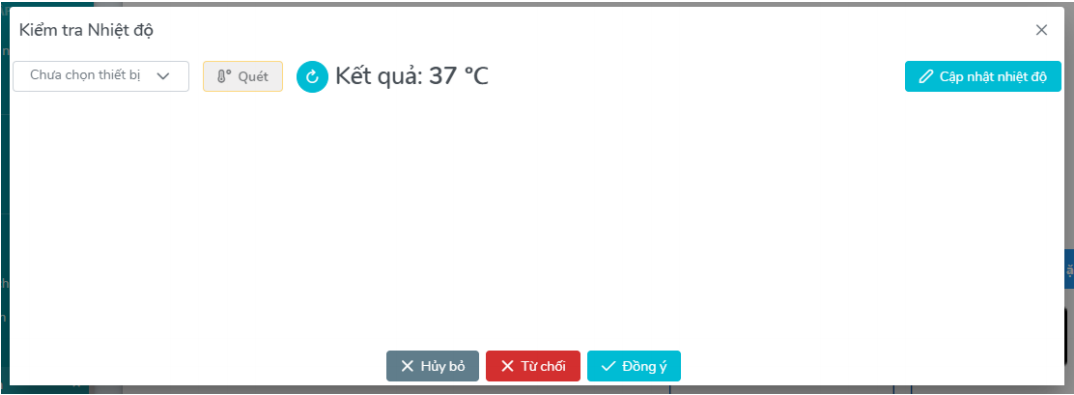 Kiểm tra Nhiệt độ
Chưa chọn thiết bị Quét Kết quả: 37 °C Cập nhật nhiệt độ
Hủy bỏ Từ chối Đồng ý